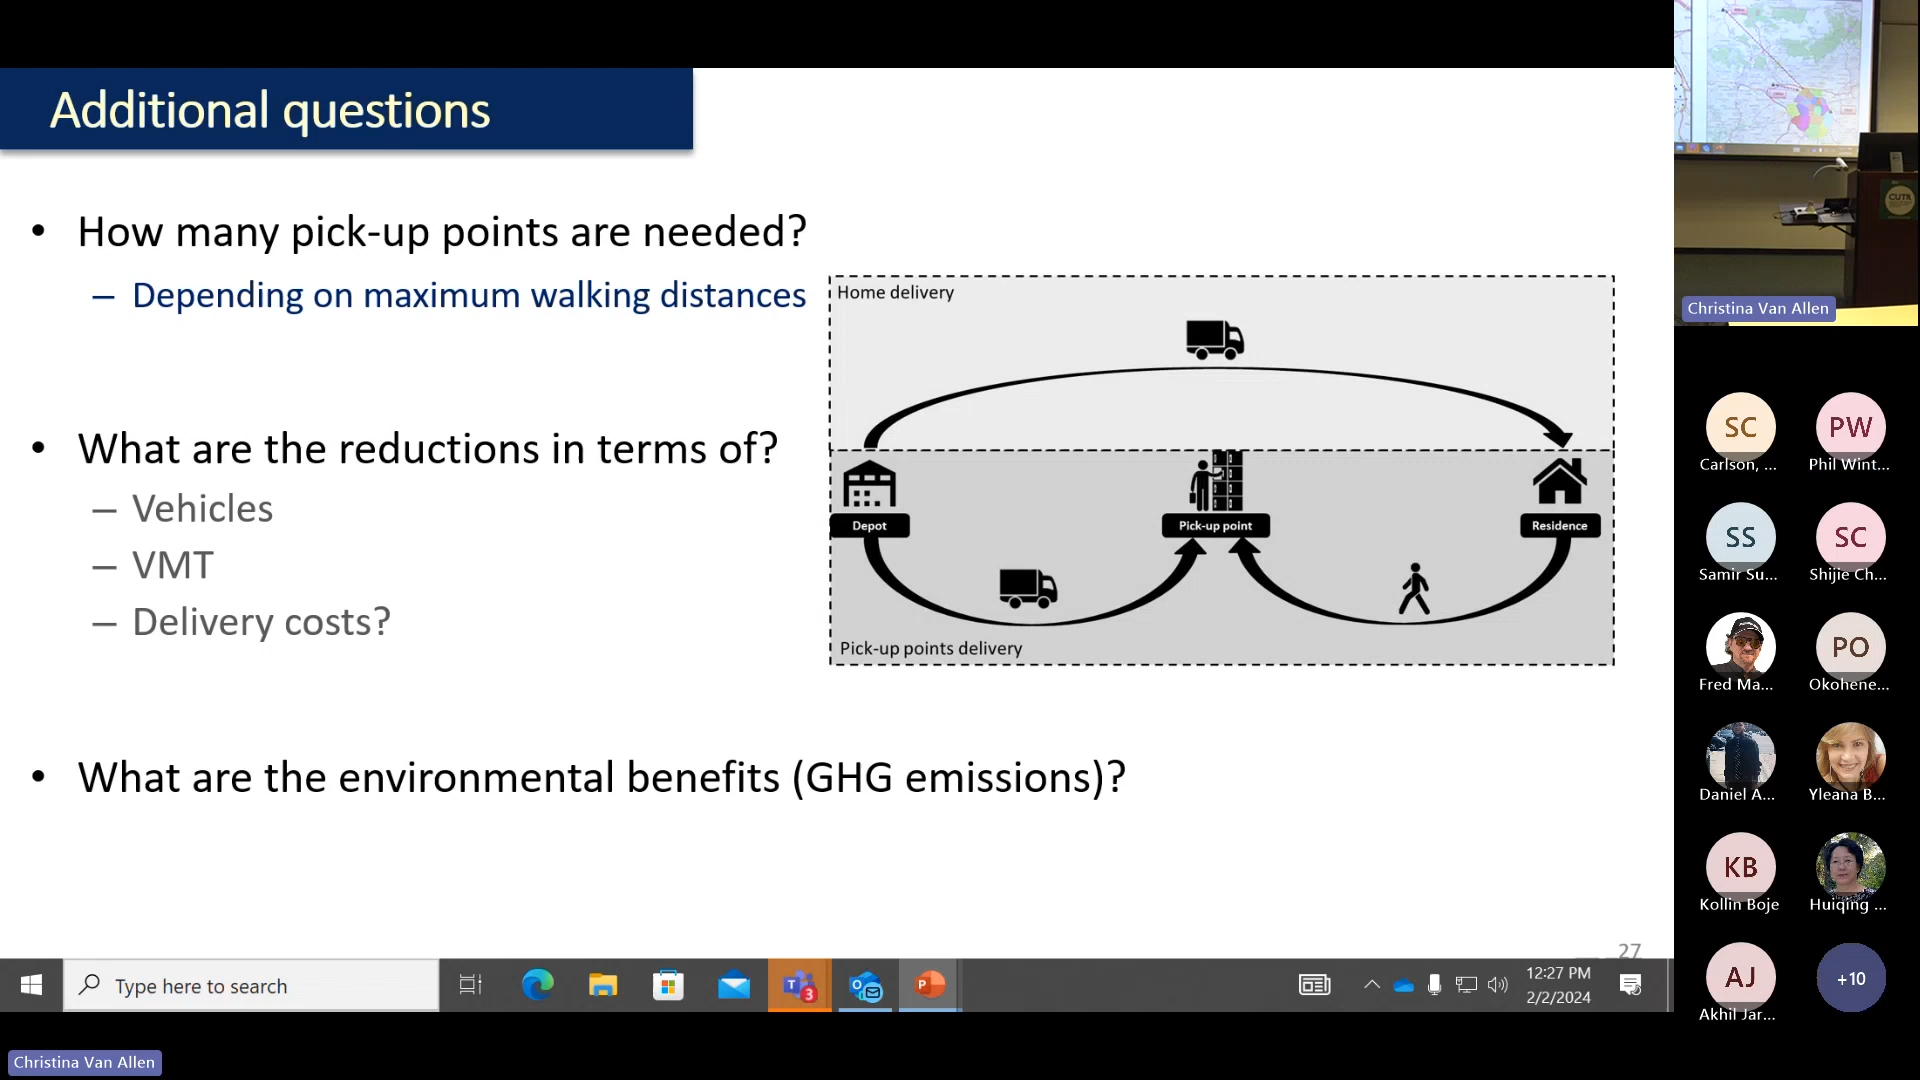 Additional questions
• How many pick-up points are needed?
– Depending on maximum walking distances
• What are the reductions in terms of?
– Vehicles
– VMT
– Delivery costs?
• What are the environmental benefits (GHG emissions)?
Home delivery
Depot
Pick-up point
Residence
Pick-up points delivery
27
Type here to search
T
3
O
P
12:27 PM
2/2/2024
CUTR
Christina Van Allen
SC
PW
Carlson, ...
Phil Wint...
SS
SC
Samir Su...
Shijie Ch...
PO
Fred Ma...
Okohene...
Daniel A...
Yleana B...
KB
Kollin Boje
Huiqing ...
AJ
+10
Akhil Jar...
Christina Van Allen